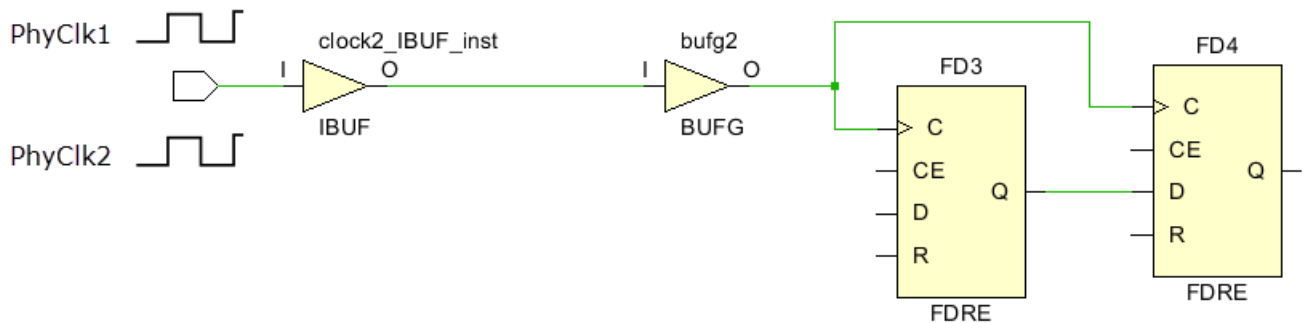 PhyClk1
clock2_IBUF_inst
bufg2
FD4
I
O
I
O
FD3
IBUF
BUFG
C
C
PhyClk2
CE
CE
Q
Q
D
D
R
R
FDRE
FDRE